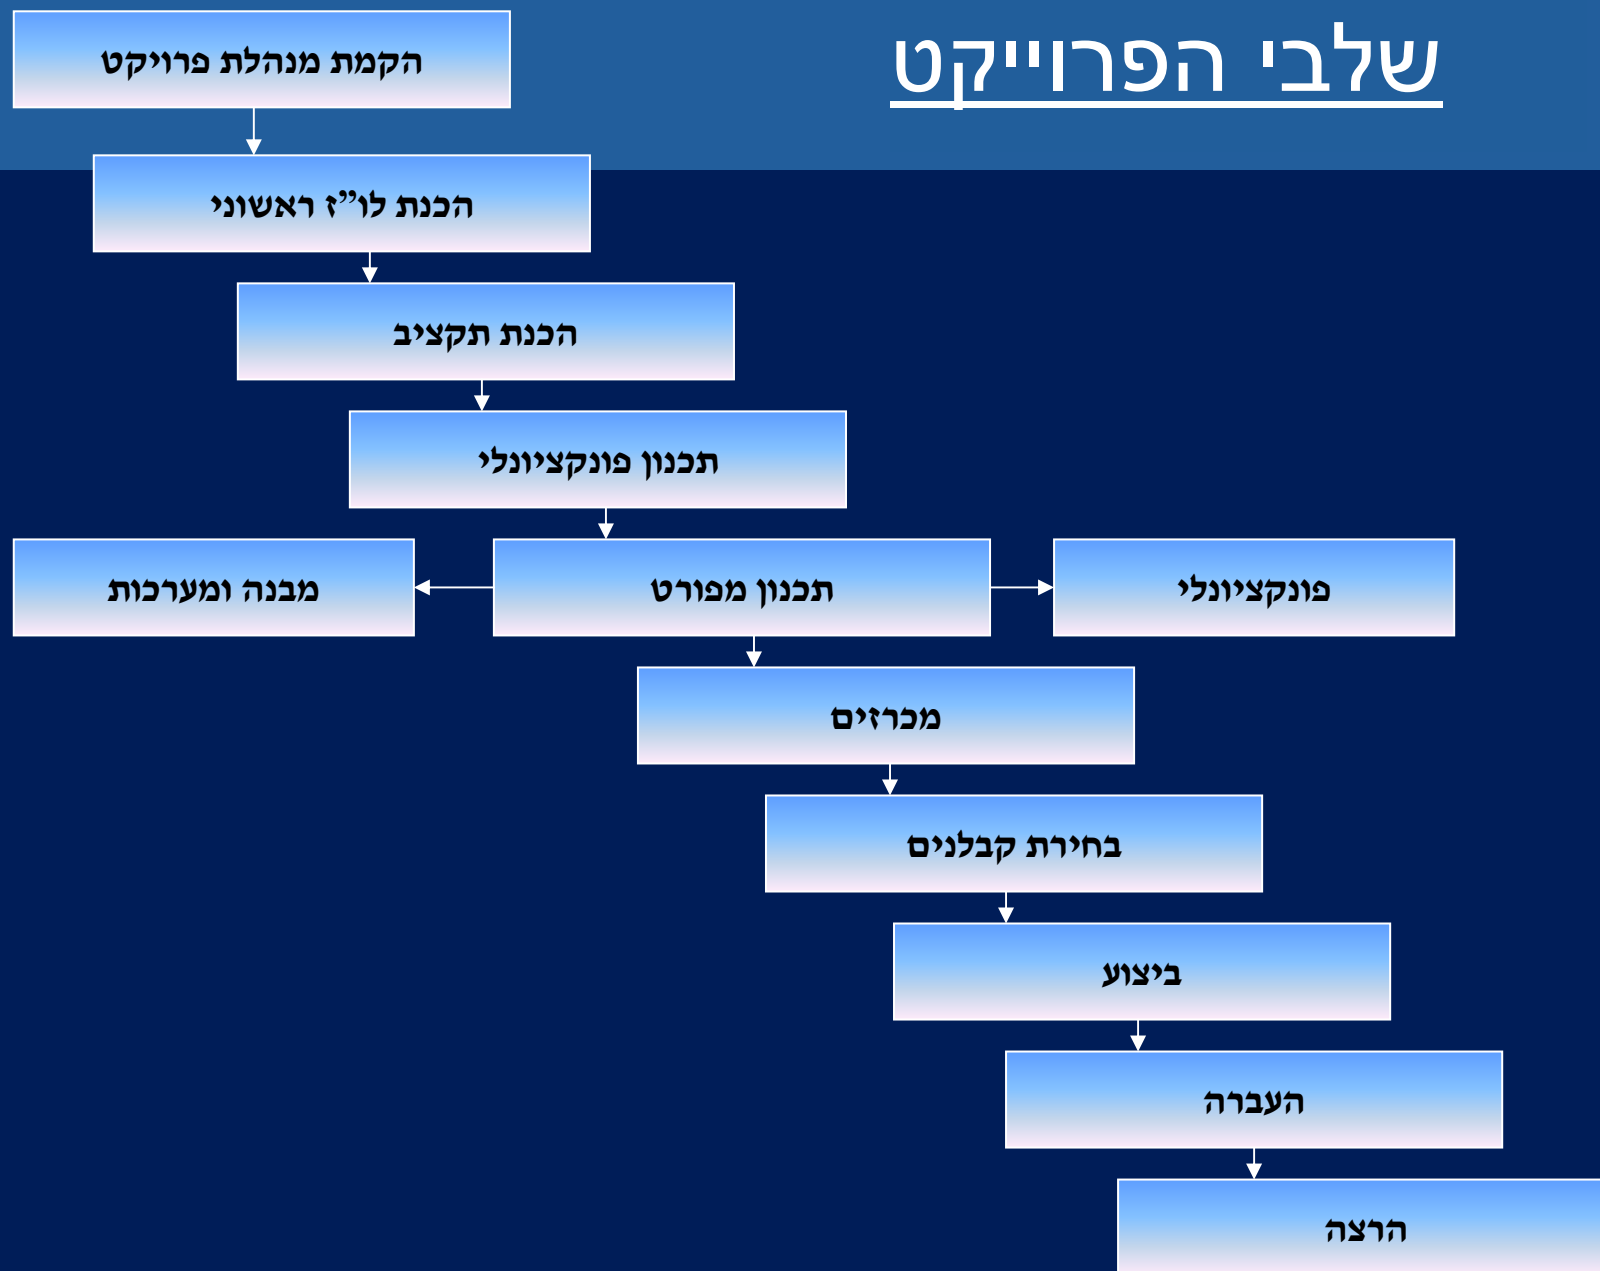 שלבי הפרוייקט
הקמת מנהלת פרויקט
הכנת לו”ז ראשוני
הכנת תקציב
תכנון פונקציונלי
פונקציונלי
תכנון מפורט
מבנה ומערכות
מכרזים
בחירת קבלנים
ביצוע
העברה
הרצה